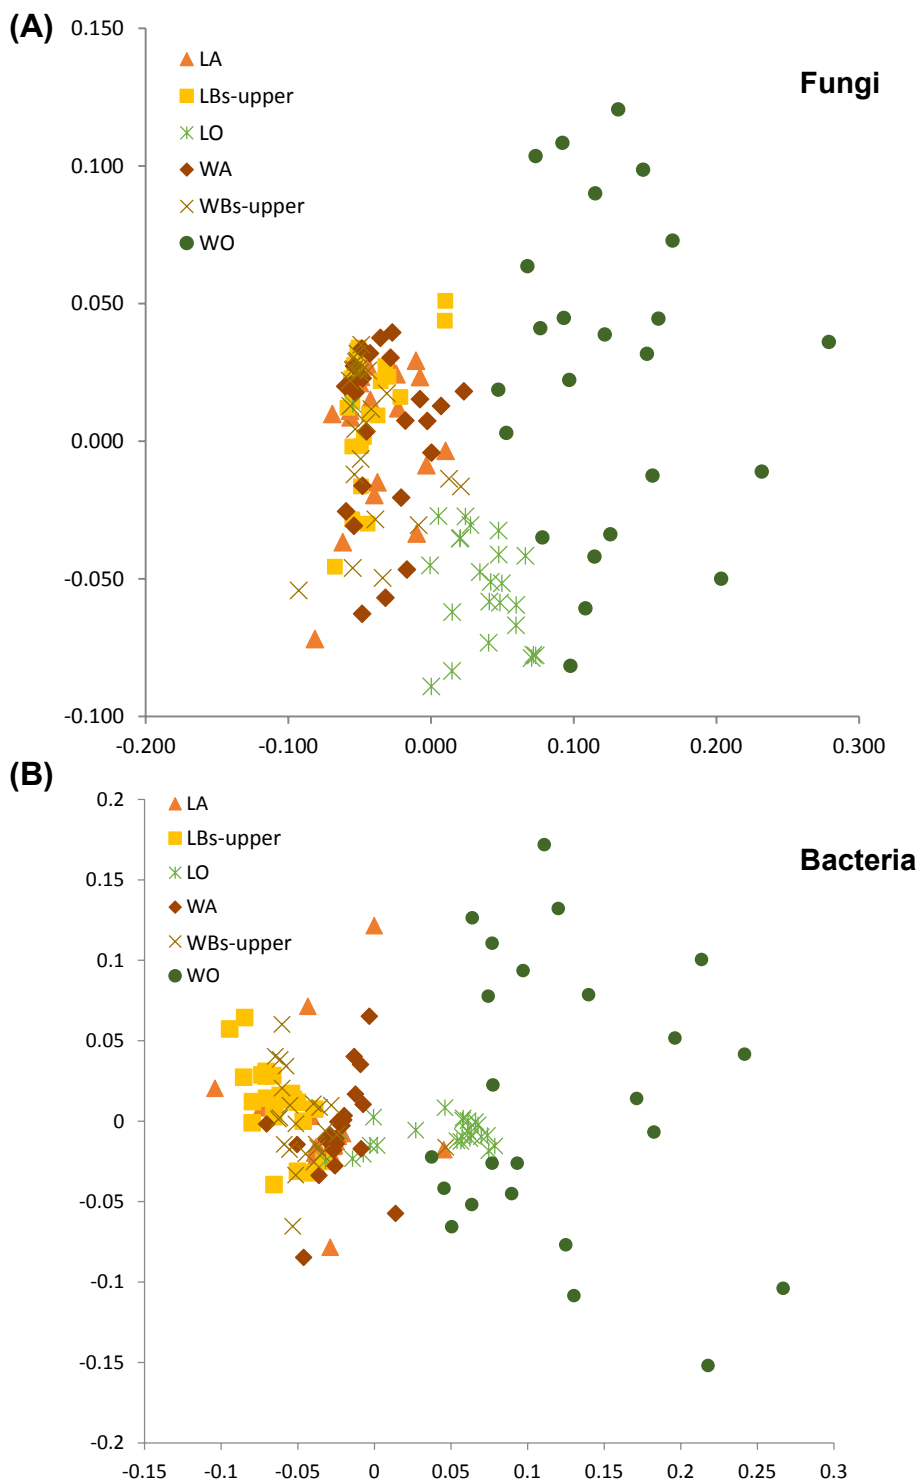 (A)
0.150
LA
Fungi
LBs-upper
LO
0.100
WA
WBs-upper
WO
0.050
0.000
-0.050
-0.100
-0.200 -0.100 0.000 0.100 0.200 0.300
(B)
0.2
LA
LBs-upper
Bacteria
0.15
LO
WA
0.1
WBs-upper
WO
0.05
0
-0.05
-0.1
-0.15
-0.2
-0.15 -0.1 -0.05 0 0.05 0.1 0.15 0.2 0.25 0.3